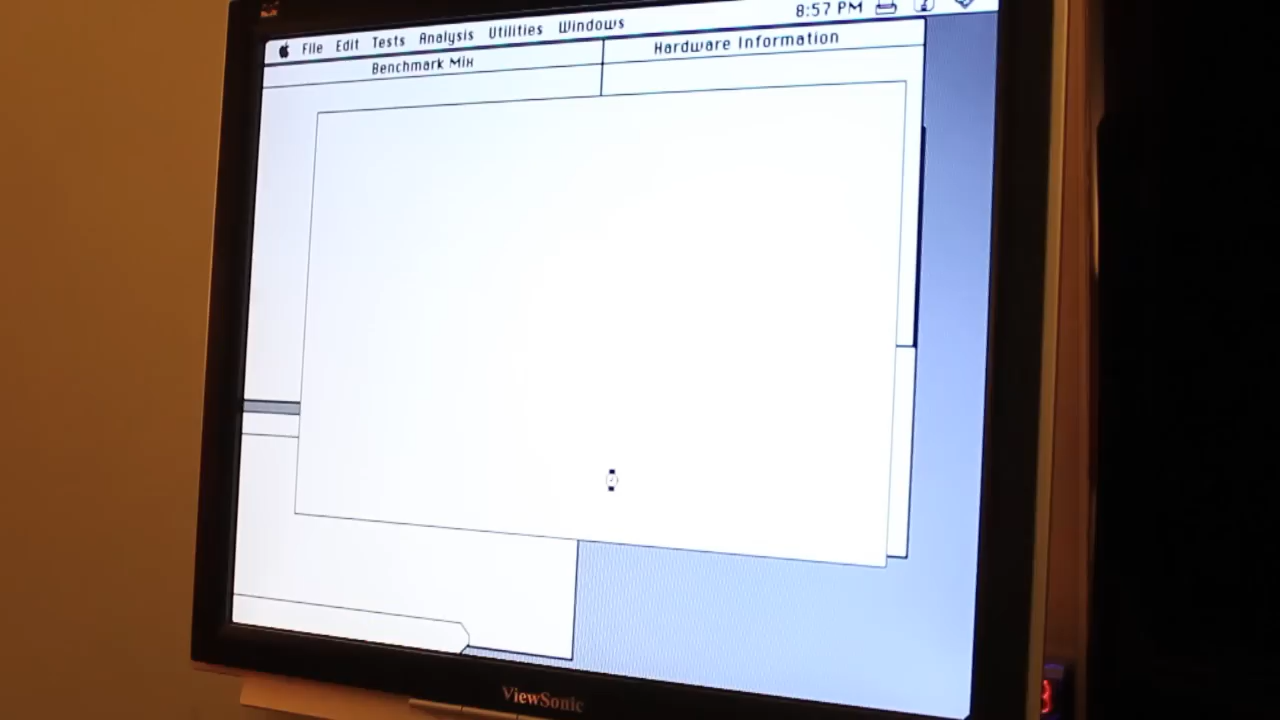 File Edit Tests Analysis Utilities Windows 8:57 PM
Benchmark Mix
Hardware Information
ViewSonic